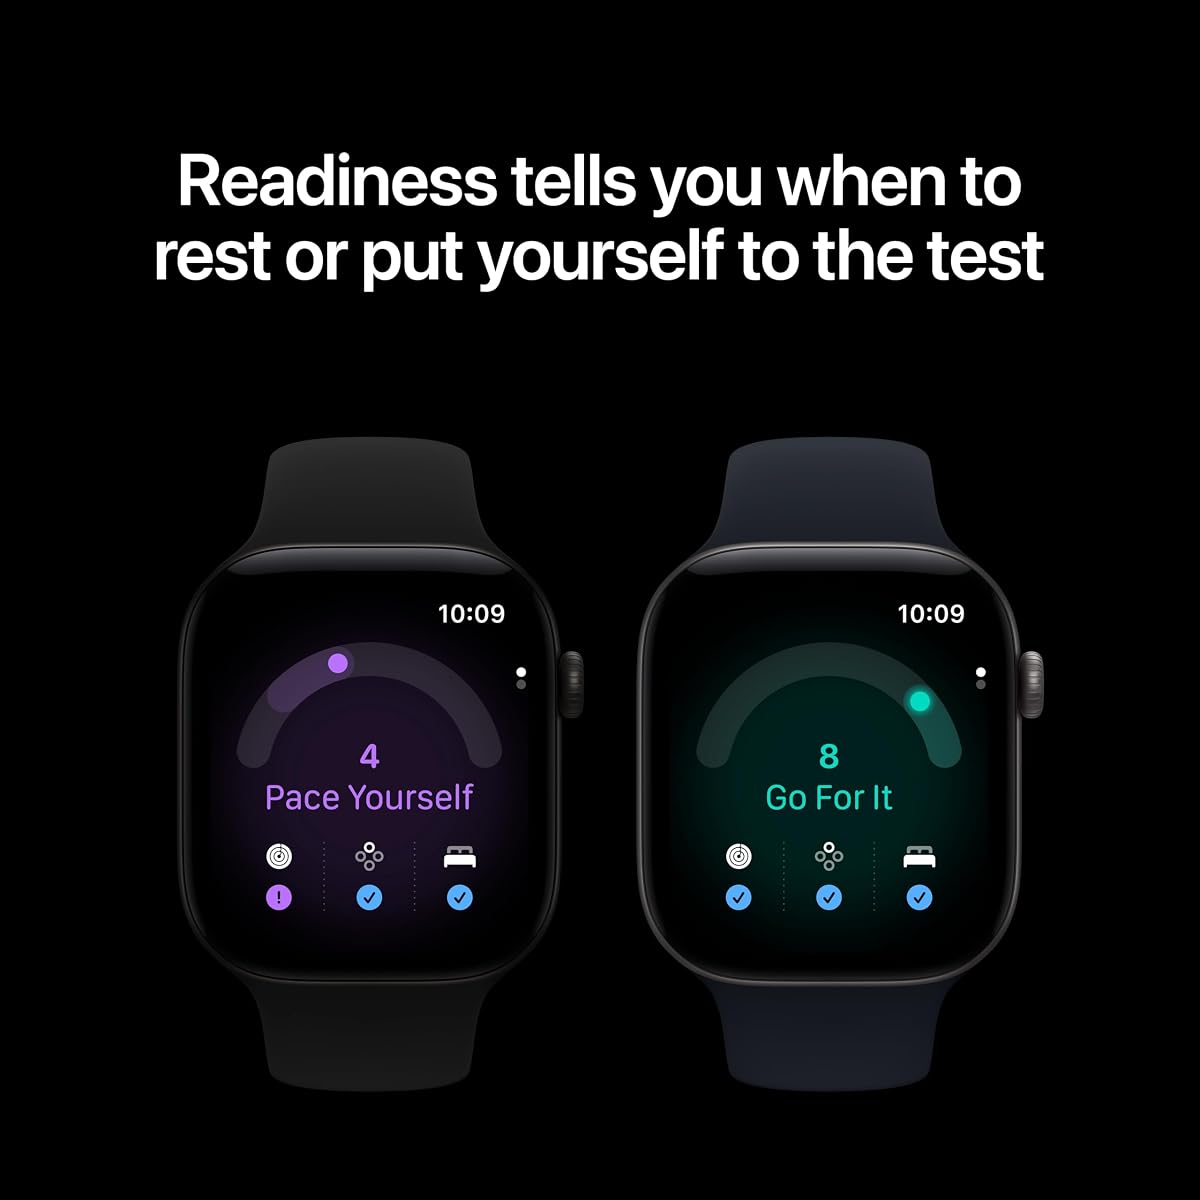 Readiness tells you when to
rest or put yourself to the test
10:09
4
Pace Yourself
10:09
8
Go For It